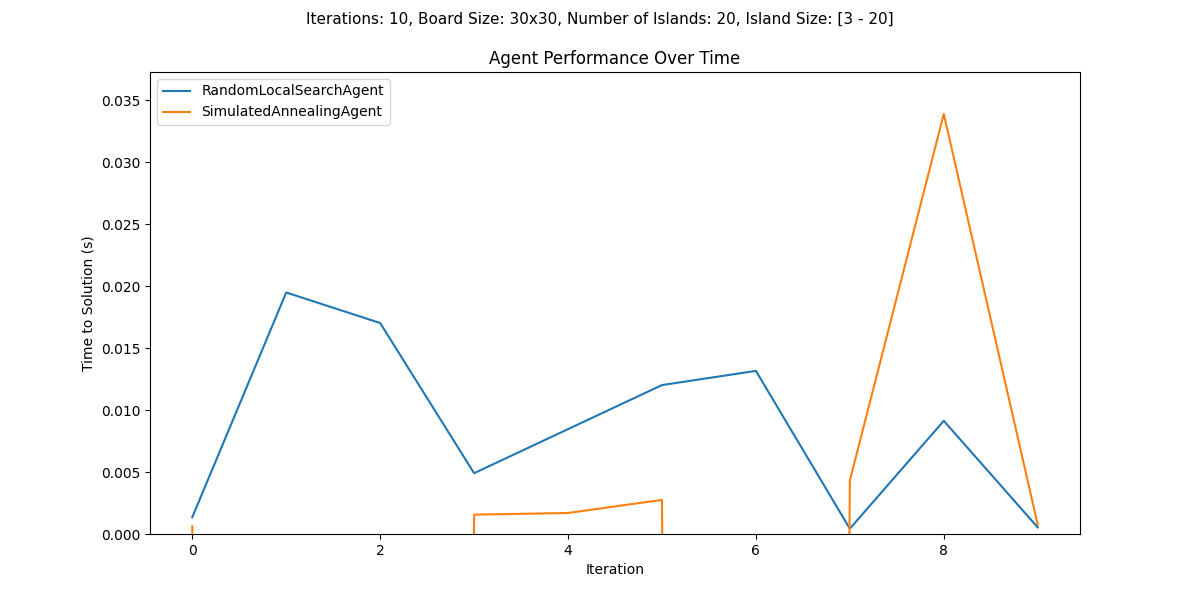 Iterations: 10, Board Size: 30x30, Number of Islands: 20, Island Size: [3 - 20]
Agent Performance Over Time
RandomLocalSearchAgent
SimulatedAnnealingAgent
Time to Solution (s)
0.035
0.030
0.025
0.020
0.015
0.010
0.005
0.000
0 2 4 6 8
Iteration